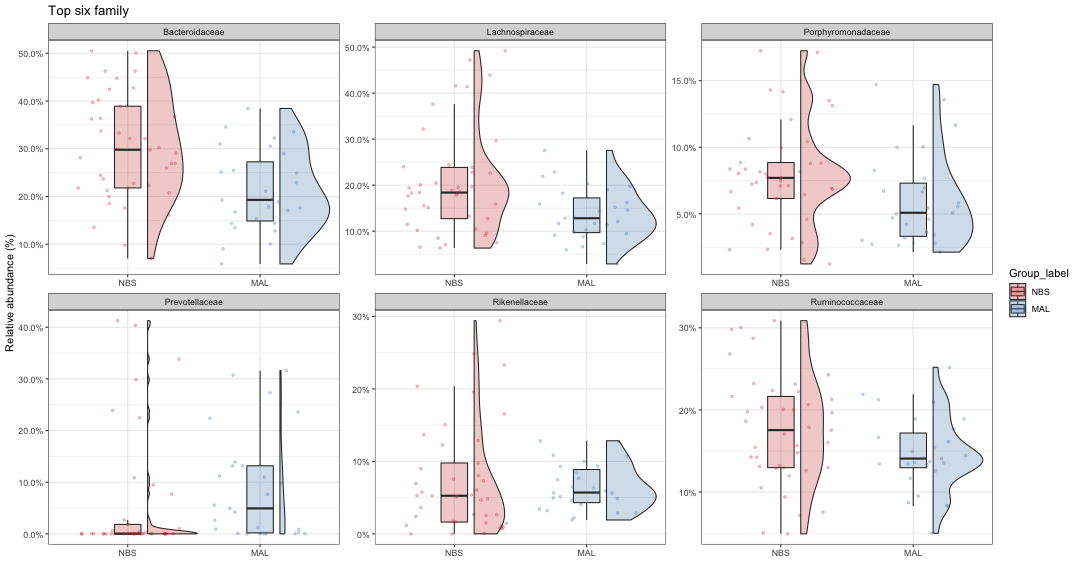 Top six family
Relative abundance (%)
Bacteroidaceae
50.0%
40.0%
30.0%
20.0%
10.0%
NBS MAL
Lachnospiraceae
50.0%
40.0%
30.0%
20.0%
10.0%
NBS MAL
Porphyromonadaceae
15.0%
10.0%
5.0%
NBS MAL
Prevotellaceae
40.0%
30.0%
20.0%
10.0%
0.0%
NBS MAL
Rikenellaceae
30%
20%
10%
0%
NBS MAL
Ruminococcaceae
30%
20%
10%
NBS MAL
Group_label
NBS
MAL